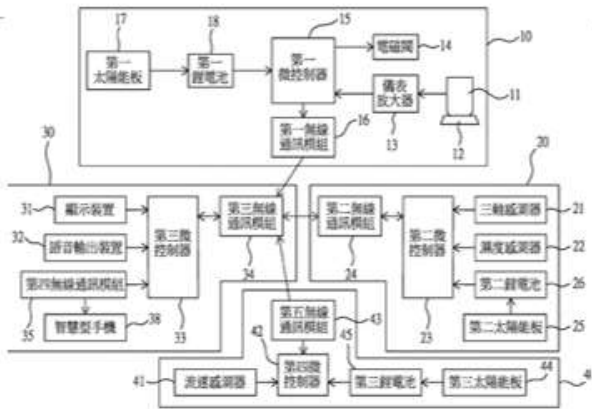 17
18
15
10
第一
太陽能板
第一
鋰電池
第一
微控制器
電磁閥
14
儀表
放大器
13
11
12
第一無線
通訊模組
16
30
20
31
顯示裝置
32
語音輸出裝置
第四無線通訊模組
35
智慧型手機
38
第三微
控制器
33
第三無線
通訊模組
34
第二無線
通訊模組
24
第二微
控制器
23
三軸感測器
21
濕度感測器
22
第二鋰電池
26
第二太陽能板
25
第五無線
通訊模組
43
42
45
41
流速感測器
第四微
控制器
第三鋰電池
第三太陽能板
44